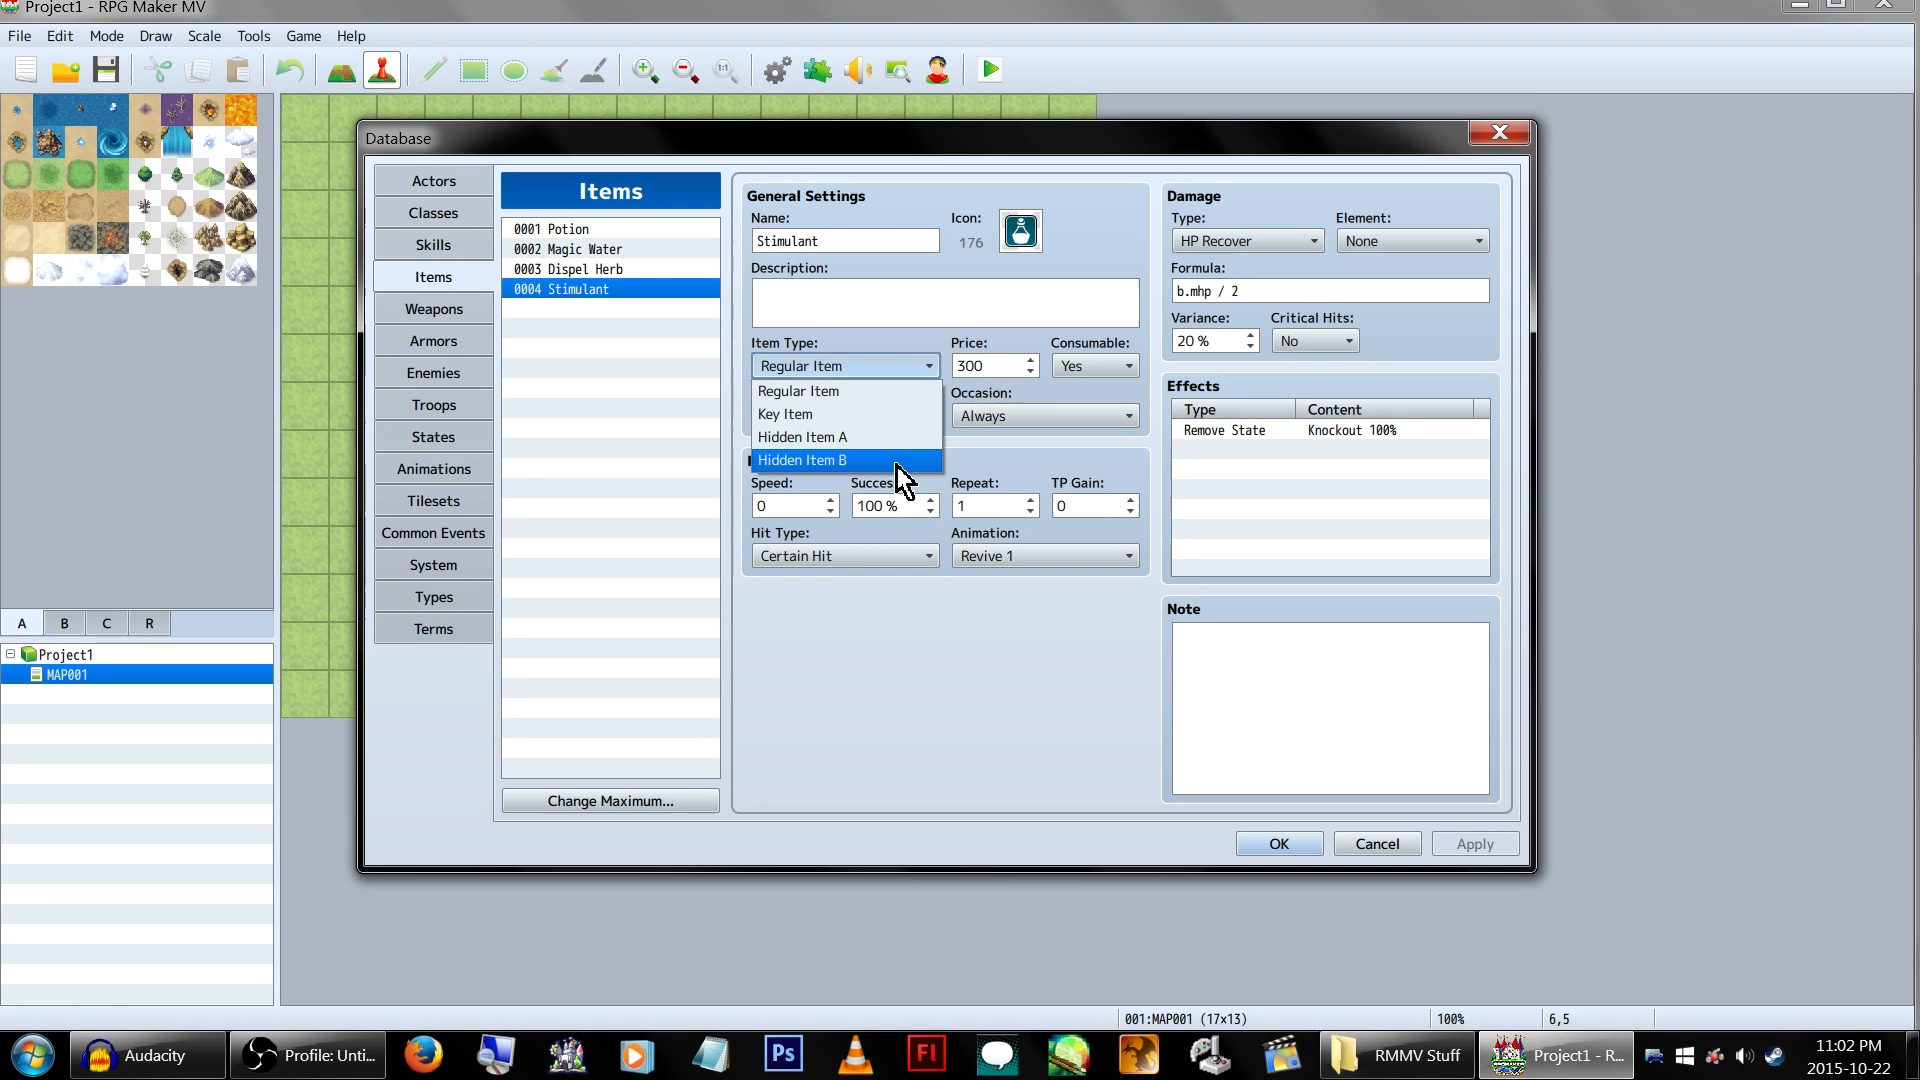 Project1 - RPG Maker MV
File Edit Mode Draw Scale Tools Game Help
1:1
Database
Actors
Classes
Skills
Items
Weapons
Armors
Enemies
Troops
States
Animations
Tilesets
Common Events
System
Types
Terms
Items
0001 Potion
0002 Magic Water
0003 Dispel Herb
0004 Stimulant
Change Maximum...
General Settings
Name: Icon:
Stimulant 176
Description:
Item Type: Price: Consumable:
Regular Item 300 Yes
Regular Item
Key Item
Hidden Item A
Hidden Item B
Occasion:
Always
Speed: Succes Repeat: TP Gain:
0 100 % 1 0
Hit Type: Animation:
Certain Hit Revive 1
Damage
Type: Element:
HP Recover None
Formula:
b.mhp / 2
Variance: Critical Hits:
20 % No
Effects
Type Content
Remove State Knockout 100%
Note
OK Cancel Apply
A B C R
Project1
MAP001
001:MAP001 (17x13) 100% 6,5
Audacity Profile: Unti... Ps Fl RMMV Stuff Project1 - R... 11:02 PM
2015-10-22